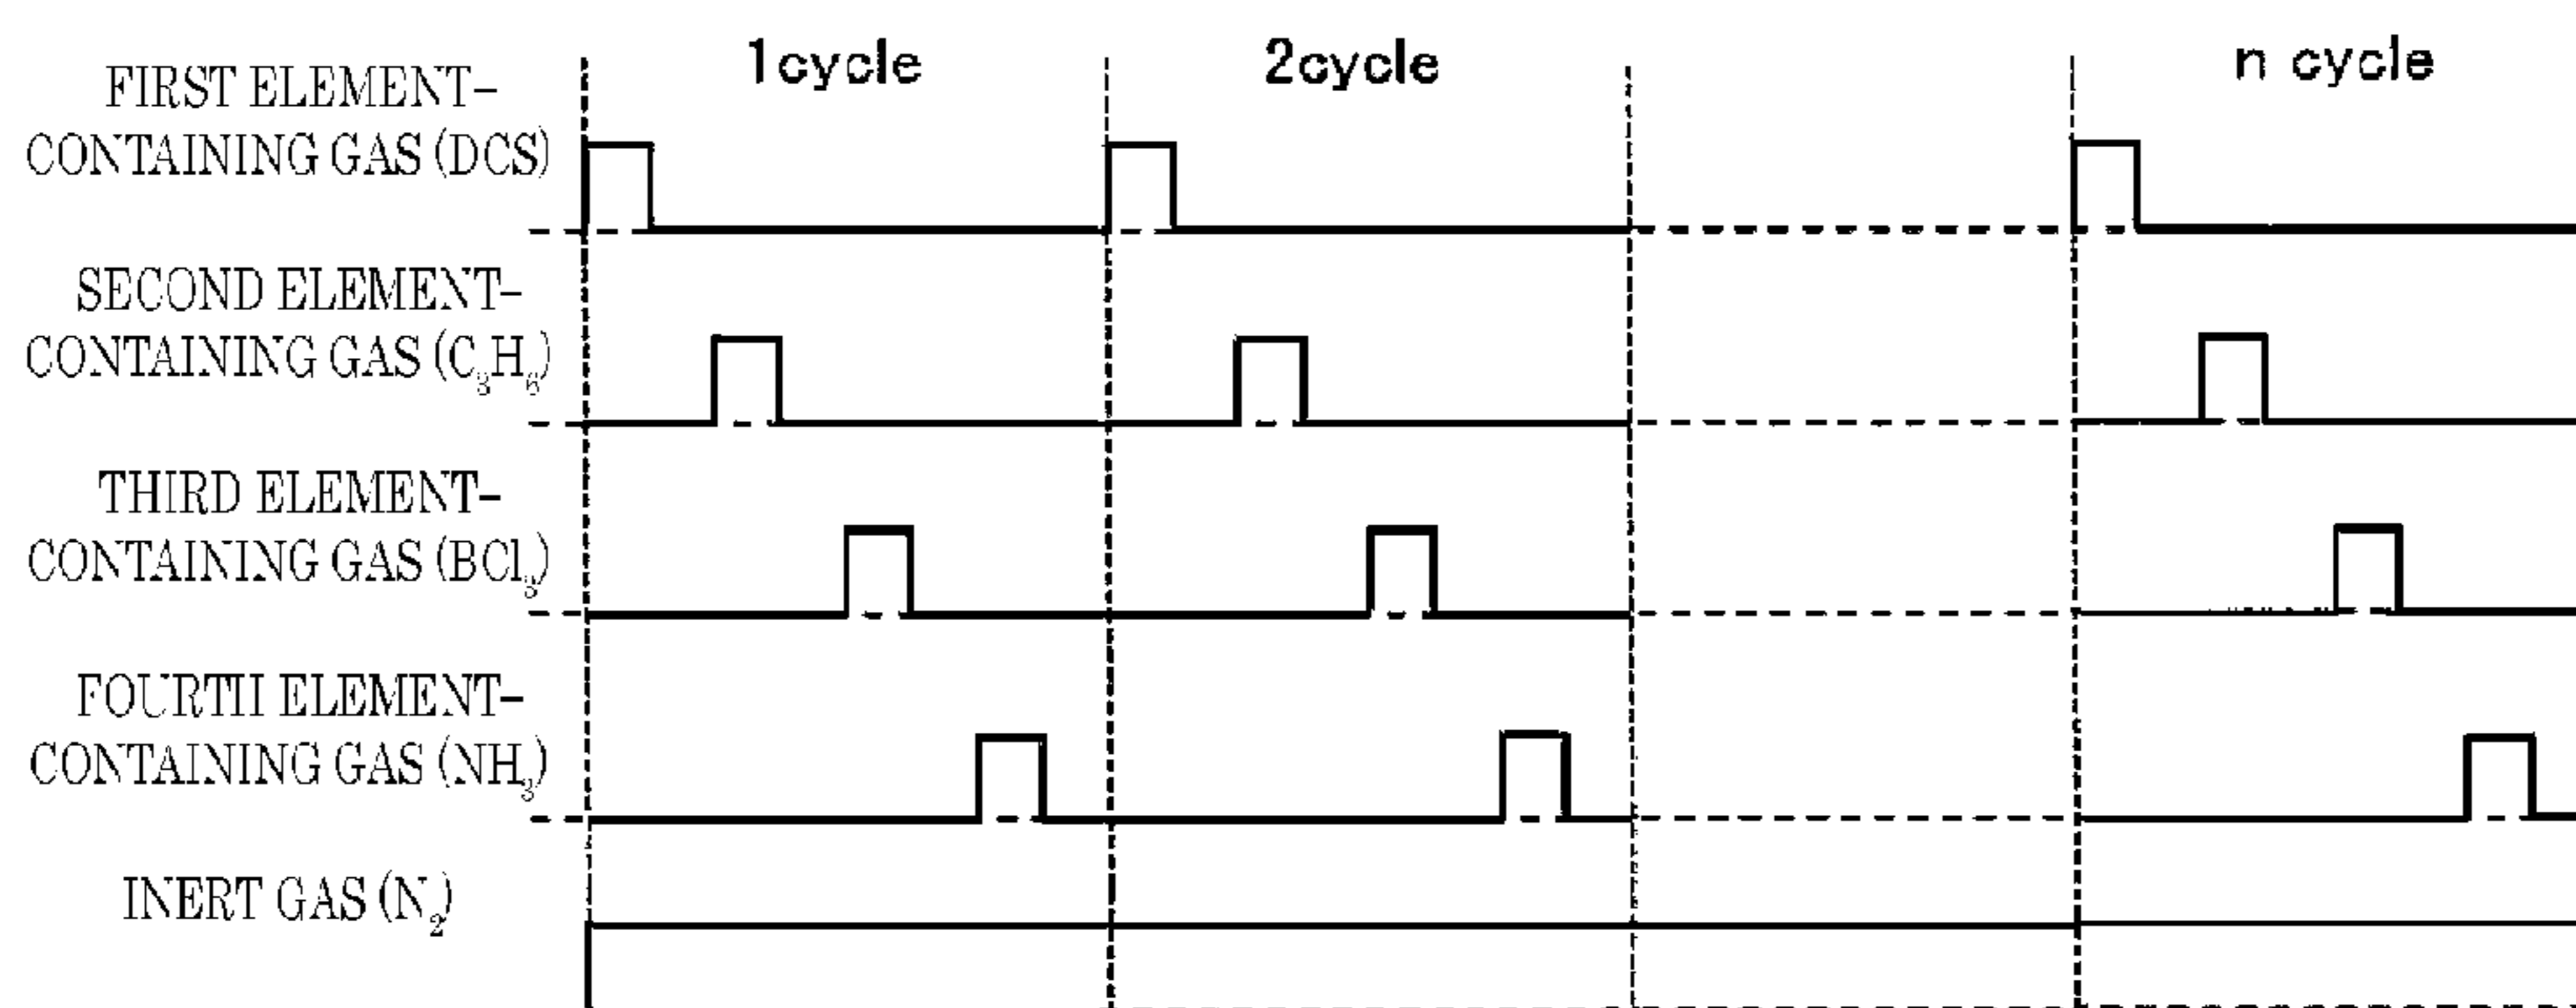 1cycle 2cycle n cycle
FIRST ELEMENT-
CONTAINING GAS (DCS)
SECOND ELEMENT-
CONTAINING GAS (C₃H₆)
THIRD ELEMENT-
CONTAINING GAS (BCl₃)
FOURTH ELEMENT-
CONTAINING GAS (NH₃)
INERT GAS (N₂)